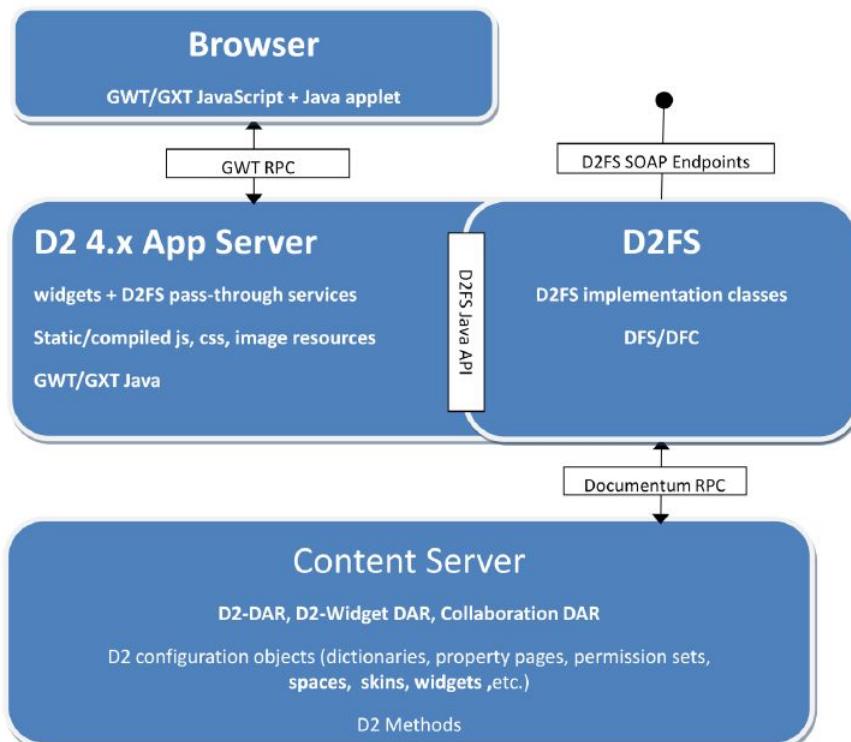 Browser
GWT/GXT JavaScript + Java applet
GWT RPC
D2FS SOAP Endpoints
D2 4.x App Server
widgets + D2FS pass-through services
Static/compiled js, css, image resources
GWT/GXT Java
D2FS Java API
D2FS
D2FS implementation classes
DFS/DFC
Documentum RPC
Content Server
D2-DAR, D2-Widget DAR, Collaboration DAR
D2 configuration objects (dictionaries, property pages, permission sets,
spaces, skins, widgets ,etc.)
D2 Methods